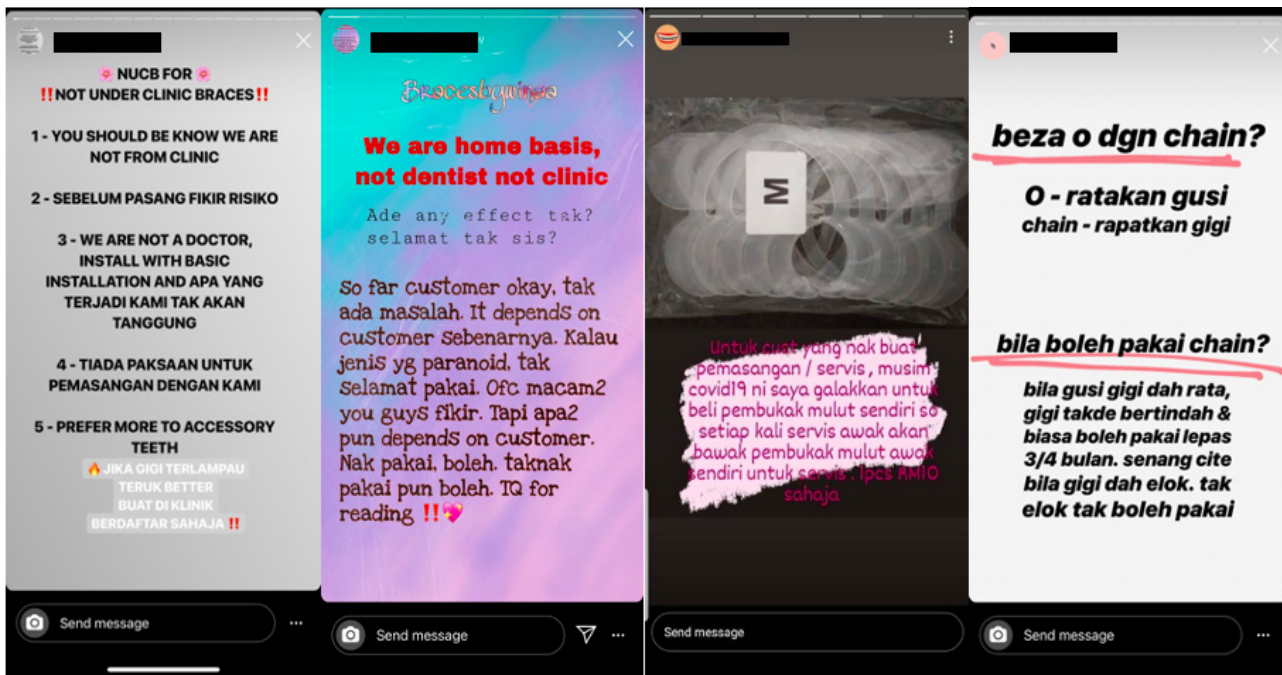 🌸 NUCB FOR 🌸
‼️NOT UNDER CLINIC BRACES‼️
1 - YOU SHOULD BE KNOW WE ARE
NOT FROM CLINIC
2 - SEBELUM PASANG FIKIR RISIKO
3 - WE ARE NOT A DOCTOR,
INSTALL WITH BASIC
INSTALLATION AND APA YANG
TERJADI KAMI TAK AKAN
TANGGUNG
4 - TIADA PAKSAAN UNTUK
PEMASANGAN DENGAN KAMI
5 - PREFER MORE TO ACCESSORY
TEETH
🔥JIKA GIGI TERLAMPAU
TERUK BETTER
BUAT DI KLINIK
BERDAFTAR SAHAJA ‼️
Send message
w
Bracesbywinga
We are home basis,
not dentist not clinic
Ade any effect tak?
selamat tak sis?
So far customer okay, tak
ada masalah. It depends on
customer sebenarnya. Kalau
jenis yg paranoid, tak
selamat pakai. Ofc macam2
you guys fikir. Tapi apa2
pun depends on customer.
Nak pakai, boleh. taknak
pakai pun boleh. TQ for
reading ‼️💖
Send message
M
Untuk cust yang nak buat
pemasangan / servis , musim
covid19 ni saya galakkan untuk
beli pembukak mulut sendiri so
setiap kali servis awak akan
bawak pembukak mulut awak
sendiri untuk servis . 1pcs RM10
sahaja
Send message
beza o dgn chain?
O - ratakan gusi
chain - rapatkan gigi
bila boleh pakai chain?
bila gusi gigi dah rata,
gigi takde bertindah &
biasa boleh pakai lepas
3/4 bulan. senang cite
bila gigi dah elok. tak
elok tak boleh pakai
Send message